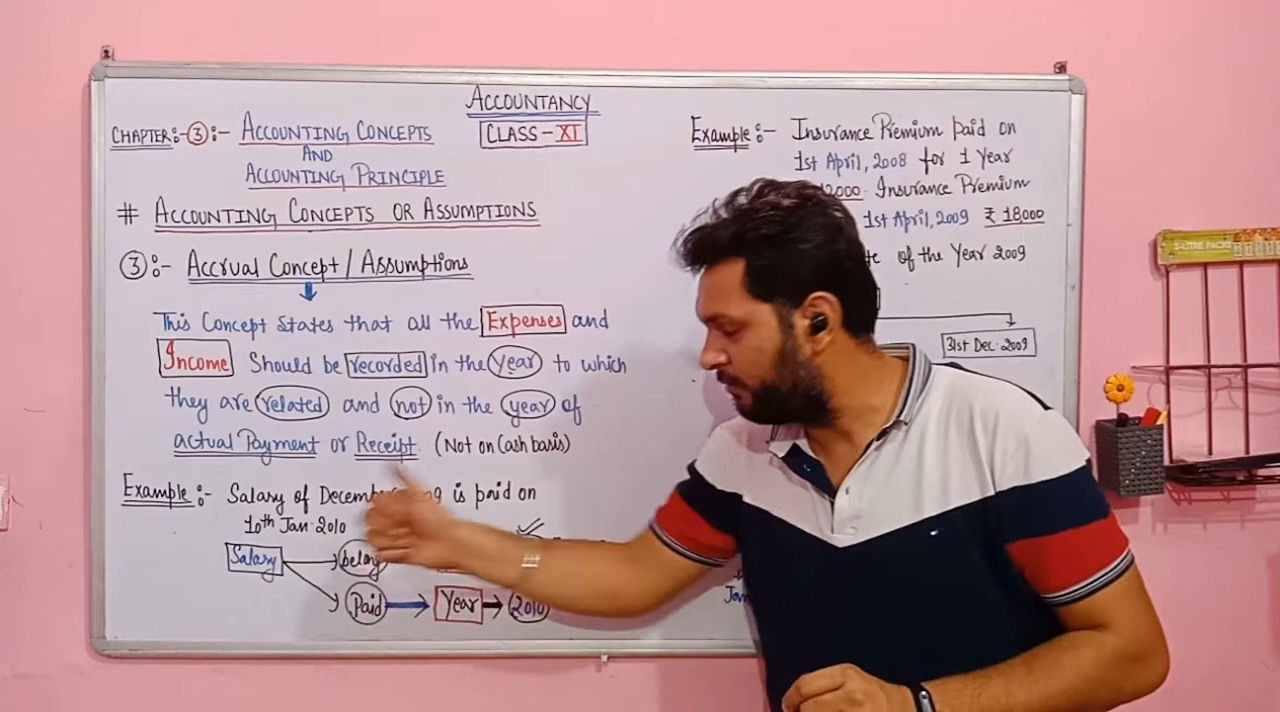 ACCOUNTANCY
CLASS - XI
CHAPTER:- 3 :- ACCOUNTING CONCEPTS
AND
ACCOUNTING PRINCIPLE
# ACCOUNTING CONCEPTS OR ASSUMPTIONS
3 :- Accrual Concept / Assumptions
This Concept States that all the Expenses and
Income Should be recorded in the year to which
they are related and not in the year of
actual Payment or Receipt. (Not on Cash basis)
Example :- Salary of is paid on
10th Jan. 2010
Salary belong
Paid Year 2010
Example :- Insurance Premium paid on
1st April, 2008 for 1 Year
Insurance Premium
1st April, 2009 ₹ 18000
of the Year 2009
31st Dec. 2009